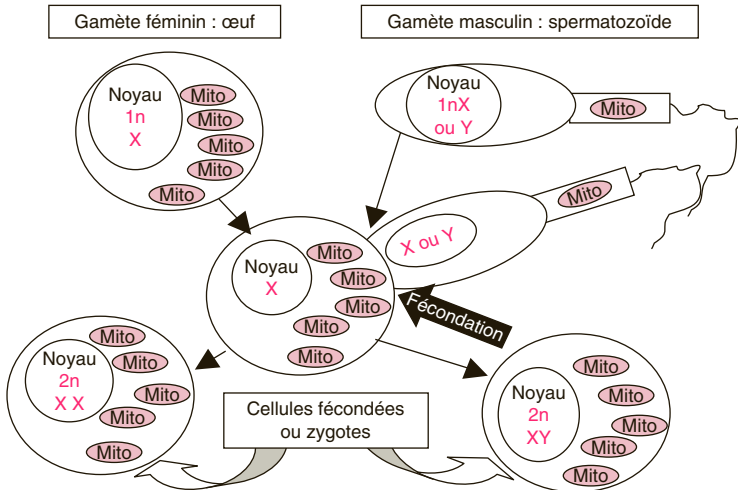 Gamète féminin : œuf
Gamète masculin : spermatozoïde
Noyau
1n
X
Mito
Mito
Mito
Mito
Mito
Noyau
1nX
ou Y
Mito
Mito
X ou Y
Noyau
X
Mito
Mito
Mito
Mito
Mito
Fécondation
Noyau
2n
X X
Mito
Mito
Mito
Mito
Mito
Cellules fécondées
ou zygotes
Noyau
2n
XY
Mito
Mito
Mito
Mito
Mito